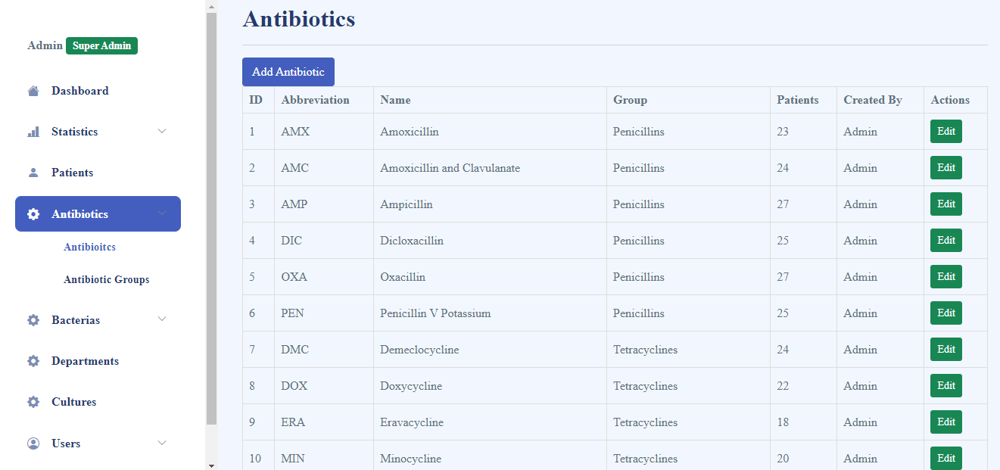 Admin Super Admin
Dashboard
Statistics
Patients
Antibiotics
Antibioitcs
Antibiotic Groups
Bacterias
Departments
Cultures
Users
Antibiotics
Add Antibiotic
ID Abbreviation Name Group Patients Created By Actions
1 AMX Amoxicillin Penicillins 23 Admin Edit
2 AMC Amoxicillin and Clavulanate Penicillins 24 Admin Edit
3 AMP Ampicillin Penicillins 27 Admin Edit
4 DIC Dicloxacillin Penicillins 25 Admin Edit
5 OXA Oxacillin Penicillins 27 Admin Edit
6 PEN Penicillin V Potassium Penicillins 25 Admin Edit
7 DMC Demeclocycline Tetracyclines 24 Admin Edit
8 DOX Doxycycline Tetracyclines 22 Admin Edit
9 ERA Eravacycline Tetracyclines 18 Admin Edit
10 MIN Minocycline Tetracyclines 20 Admin Edit